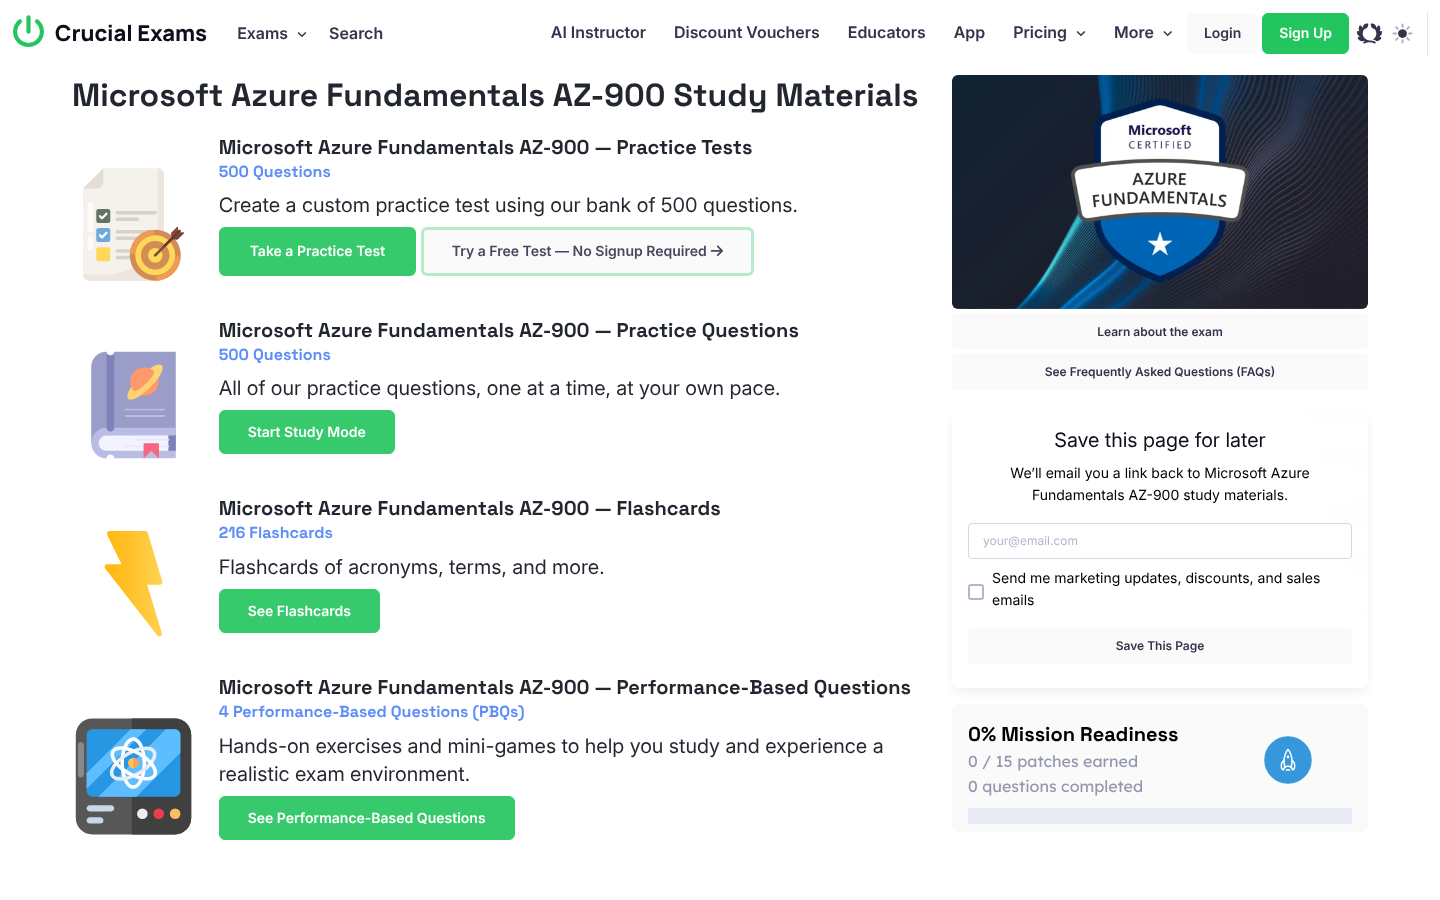 Crucial Exams
Exams
Search
AI Instructor
Discount Vouchers
Educators
App
Pricing
More
Login
Sign Up
Microsoft Azure Fundamentals AZ-900 Study Materials
Microsoft Azure Fundamentals AZ-900 — Practice Tests
500 Questions
Create a custom practice test using our bank of 500 questions.
Take a Practice Test
Try a Free Test — No Signup Required →
Microsoft Azure Fundamentals AZ-900 — Practice Questions
500 Questions
All of our practice questions, one at a time, at your own pace.
Start Study Mode
Microsoft Azure Fundamentals AZ-900 — Flashcards
216 Flashcards
Flashcards of acronyms, terms, and more.
See Flashcards
Microsoft Azure Fundamentals AZ-900 — Performance-Based Questions
4 Performance-Based Questions (PBQs)
Hands-on exercises and mini-games to help you study and experience a
realistic exam environment.
See Performance-Based Questions
Microsoft
CERTIFIED
AZURE
FUNDAMENTALS
Learn about the exam
See Frequently Asked Questions (FAQs)
Save this page for later
We’ll email you a link back to Microsoft Azure
Fundamentals AZ-900 study materials.
your@email.com
Send me marketing updates, discounts, and sales
emails
Save This Page
0% Mission Readiness
0 / 15 patches earned
0 questions completed